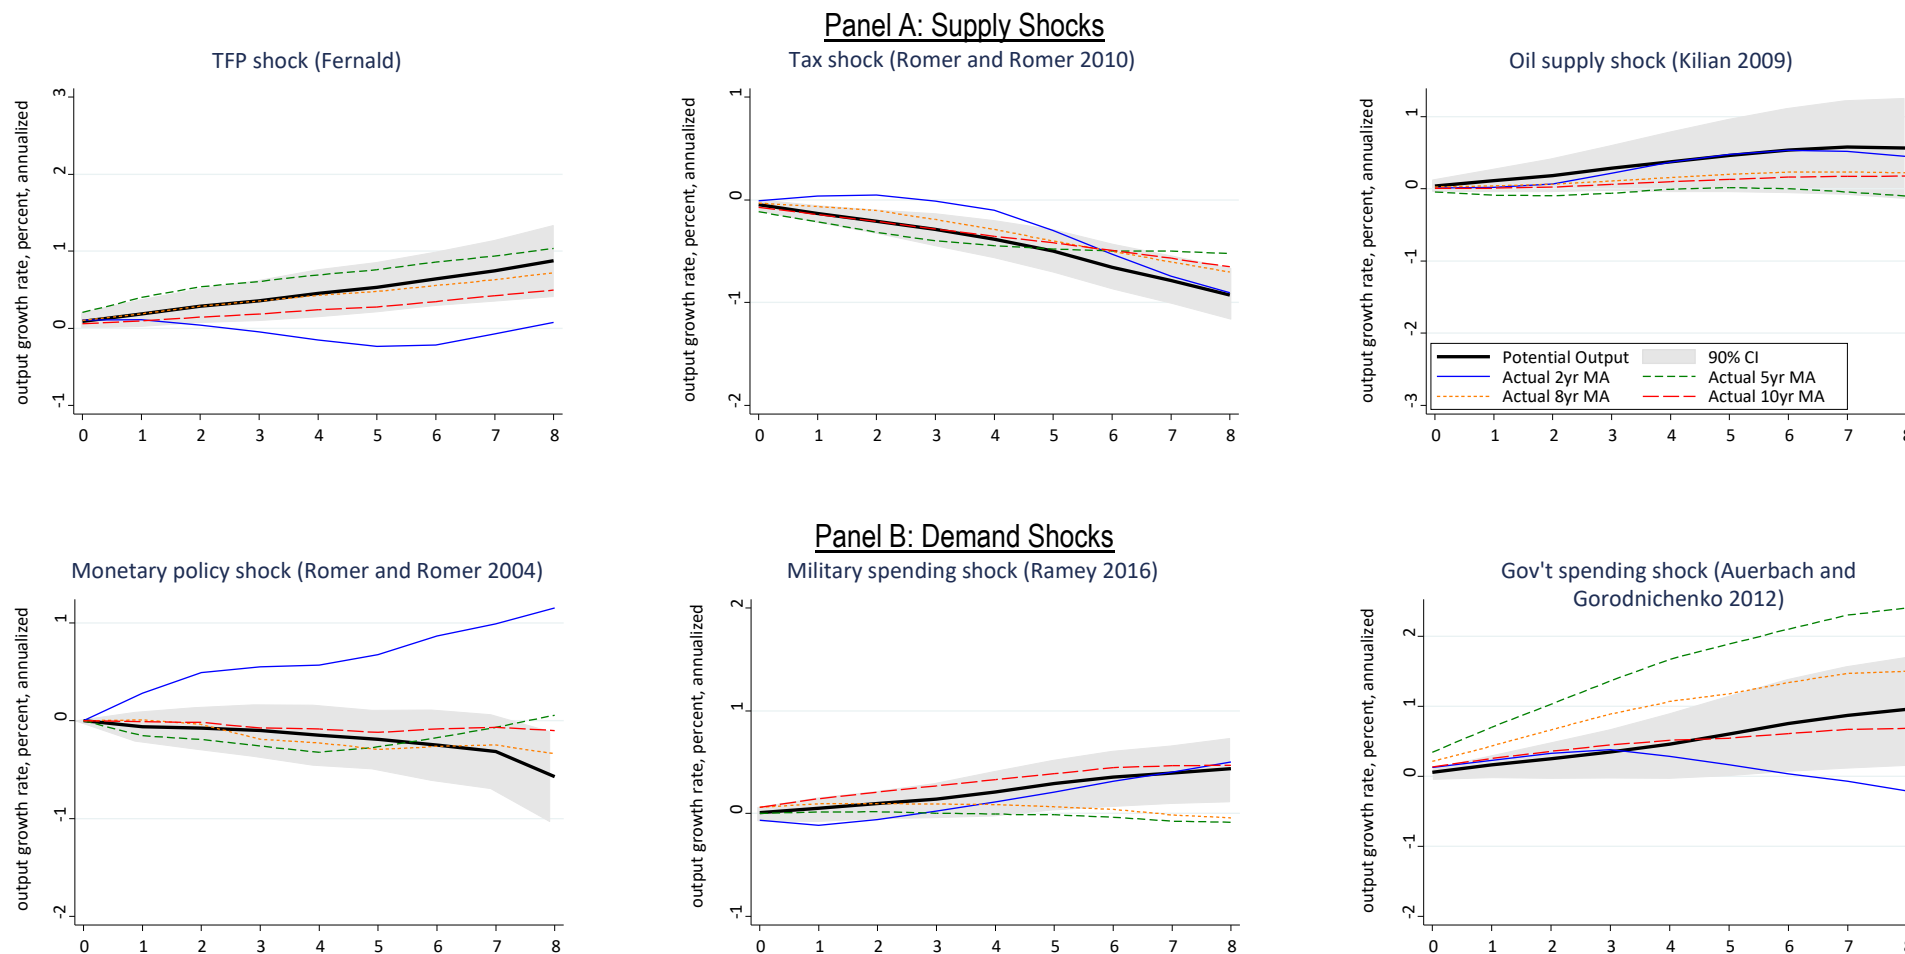 Panel A: Supply Shocks
TFP shock (Fernald)
output growth rate, percent, annualized
3
2
1
0
-1
0 1 2 3 4 5 6 7 8
Tax shock (Romer and Romer 2010)
output growth rate, percent, annualized
1
0
-1
-2
0 1 2 3 4 5 6 7 8
Oil supply shock (Kilian 2009)
output growth rate, percent, annualized
1
0
-1
-2
-3
Potential Output 90% CI
Actual 2yr MA Actual 5yr MA
Actual 8yr MA Actual 10yr MA
0 1 2 3 4 5 6 7 8
Panel B: Demand Shocks
Monetary policy shock (Romer and Romer 2004)
output growth rate, percent, annualized
1
0
-1
-2
0 1 2 3 4 5 6 7 8
Military spending shock (Ramey 2016)
output growth rate, percent, annualized
2
1
0
-1
0 1 2 3 4 5 6 7 8
Gov't spending shock (Auerbach and
Gorodnichenko 2012)
output growth rate, percent, annualized
2
1
0
-1
-2
0 1 2 3 4 5 6 7 8